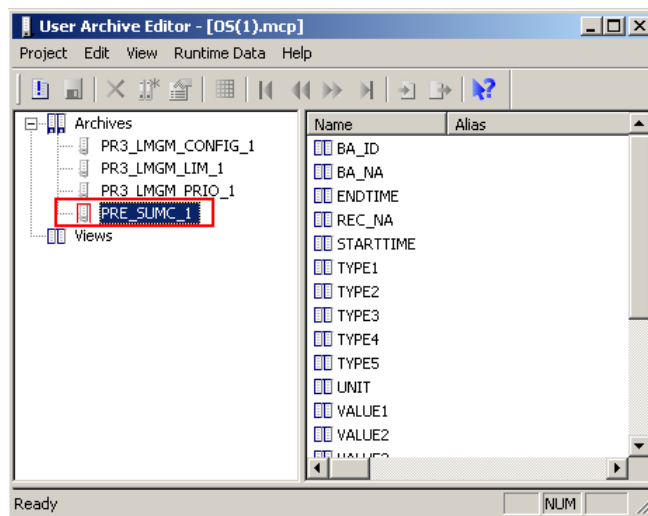 User Archive Editor - [OS(1).mcp]
Project Edit View Runtime Data Help
Archives
PR3_LMGM_CONFIG_1
PR3_LMGM_LIM_1
PR3_LMGM_PRIO_1
PRE_SUMC_1
Views
Name Alias
BA_ID
BA_NA
ENDTIME
REC_NA
STARTTIME
TYPE1
TYPE2
TYPE3
TYPE4
TYPE5
UNIT
VALUE1
VALUE2
Ready NUM